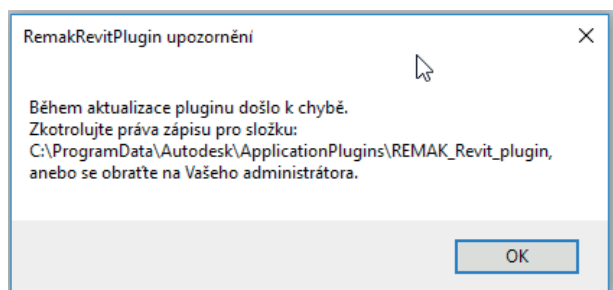 RemakRevitPlugin upozornění
Během aktualizace pluginu došlo k chybě.
Zkotrolujte práva zápisu pro složku:
C:\ProgramData\Autodesk\ApplicationPlugins\REMAK_Revit_plugin,
anebo se obraťte na Vašeho administrátora.
OK